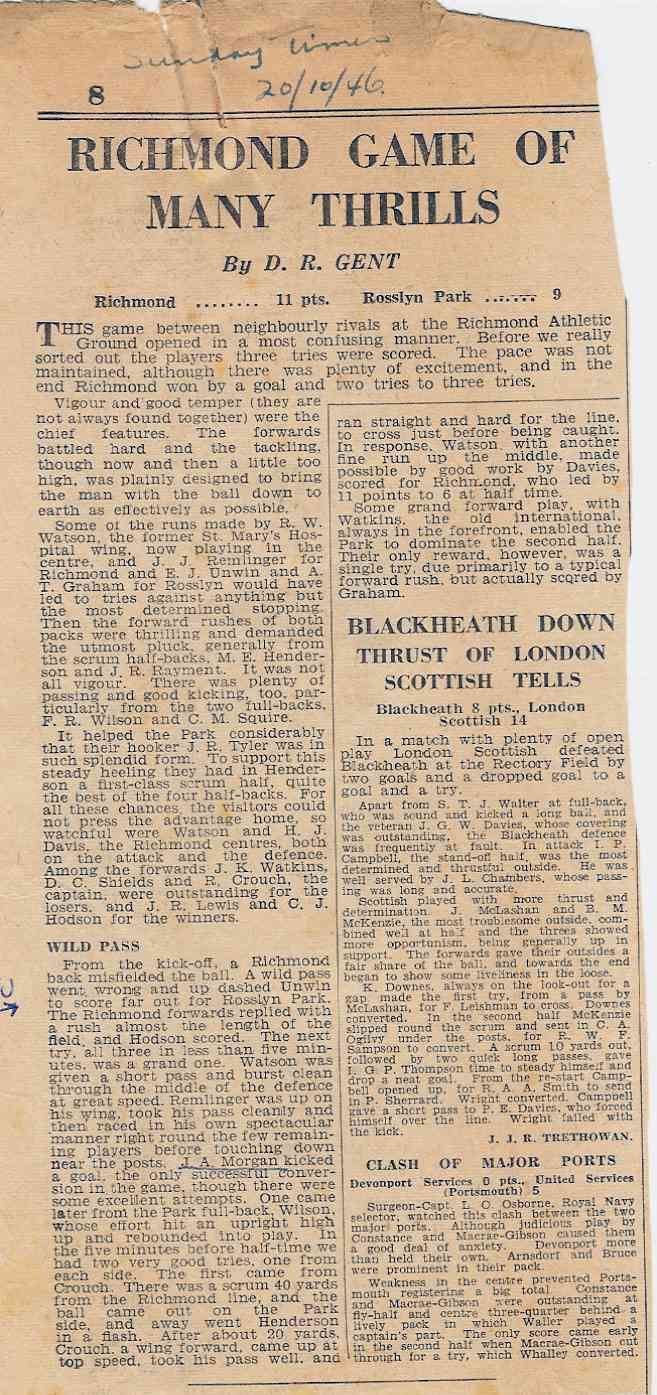 Sunday Times
20/10/46.
8
RICHMOND GAME OF
MANY THRILLS
By D. R. GENT
Richmond ........ 11 pts. Rosslyn Park ....... 9
THIS game between neighbourly rivals at the Richmond Athletic
Ground opened in a most confusing manner. Before we really
sorted out the players three tries were scored. The pace was not
maintained, although there was plenty of excitement, and in the
end Richmond won by a goal and two tries to three tries.
Vigour and good temper (they are
not always found together) were the
chief features. The forwards
battled hard and the tackling,
though now and then a little too
high, was plainly designed to bring
the man with the ball down to
earth as effectively as possible.
Some of the runs made by R. W.
Watson, the former St. Mary's Hos-
pital wing, now playing in the
centre, and J. J. Remlinger for
Richmond and E. J. Unwin and A.
T. Graham for Rosslyn would have
led to tries against anything but
the most determined stopping.
Then the forward rushes of both
packs were thrilling and demanded
the utmost pluck, generally from
the scrum half-backs, M. E. Hender-
son and J. R. Rayment. It was not
all vigour. There was plenty of
passing and good kicking, too, par-
ticularly from the two full-backs,
F. R. Wilson and C. M. Squire.
It helped the Park considerably
that their hooker J. R. Tyler was in
such splendid form. To support this
steady heeling they had in Hender-
son a first-class scrum half, quite
the best of the four half-backs. For
all these chances, the visitors could
not press the advantage home, so
watchful were Watson and H. J.
Davis, the Richmond centres, both
on the attack and the defence.
Among the forwards J. K. Watkins,
D. C. Shields and R. Crouch, the
captain, were outstanding for the
losers, and J. R. Lewis and C. J.
Hodson for the winners.
WILD PASS
From the kick-off, a Richmond
back misfielded the ball. A wild pass
went wrong and up dashed Unwin
to score far out for Rosslyn Park.
The Richmond forwards replied with
a rush almost the length of the
field, and Hodson scored. The next
try, all three in less than five min-
utes, was a grand one. Watson was
given a short pass and burst clean
through the middle of the defence
at great speed. Remlinger was up on
his wing, took his pass cleanly and
then raced in his own spectacular
manner right round the few remain-
ing players before touching down
near the posts. J. A. Morgan kicked
a goal, the only successful conver-
sion in the game, though there were
some excellent attempts. One came
later from the Park full-back, Wilson,
whose effort hit an upright high
up and rebounded into play. In
the five minutes before half-time we
had two very good tries, one from
each side. The first came from
Crouch. There was a scrum 40 yards
from the Richmond line, and the
ball came out on the Park
side, and away went Henderson
in a flash. After about 20 yards,
Crouch, a wing forward, came up at
top speed, took his pass well, and
ran straight and hard for the line,
to cross just before being caught.
In response, Watson, with another
fine run up the middle, made
possible by good work by Davies,
scored for Richmond, who led by
11 points to 6 at half time.
Some grand forward play, with
Watkins, the old international,
always in the forefront, enabled the
Park to dominate the second half.
Their only reward, however, was a
single try, due primarily to a typical
forward rush, but actually scored by
Graham.
BLACKHEATH DOWN
THRUST OF LONDON
SCOTTISH TELLS
Blackheath 8 pts., London
Scottish 14
In a match with plenty of open
play London Scottish defeated
Blackheath at the Rectory Field by
two goals and a dropped goal to a
goal and a try.
Apart from S. T. J. Walter at full-back,
who was sound and kicked a long ball, and
the veteran J. G. W. Davies, whose covering
was outstanding, the Blackheath defence
was frequently at fault. In attack I. P.
Campbell, the stand-off half, was the most
determined and thrustful outside. He was
well served by J. L. Chambers, whose pass-
ing was long and accurate.
Scottish played with more thrust and
determination. J. McLashan and B. M.
McKenzie, the most troublesome outside, com-
bined well at half and the threes showed
more opportunism, being generally up in
support. The forwards gave their outsides a
fair share of the ball, and towards the end
began to show some liveliness in the loose.
K. Downes, always on the look-out for a
gap made the first try, from a pass by
McLashan, for F. Leishman to cross. Downes
converted. In the second half McKenzie
slipped round the scrum and sent in C. A.
Ogilvy under the posts, for R. W. F.
Sampson to convert. A scrum 10 yards out,
followed by two quick long passes, gave
I. G. P. Thompson time to steady himself and
drop a neat goal. From the re-start Camp-
bell opened up, for R. A. A. Smith to send
in P. Sherrard. Wright converted. Campbell
gave a short pass to P. E. Davies, who forced
himself over the line. Wright failed with
the kick.
J. J. R. TRETHOWAN.
CLASH OF MAJOR PORTS
Devonport Services 0 pts., United Services
(Portsmouth) 5
Surgeon-Capt. L. O. Osborne, Royal Navy
selector, watched this clash between the two
major ports. Although judicious play by
Constance and Macrae-Gibson caused them
a good deal of anxiety. Devonport more
than held their own. Arnsdorf and Bruce
were prominent in their pack.
Weakness in the centre prevented Ports-
mouth registering a big total. Constance
and Macrae-Gibson were outstanding at
fly-half and centre three-quarter behind a
lively pack in which Waller played a
captain's part. The only score came early
in the second half when Macrae-Gibson cut
through for a try, which Whalley converted.